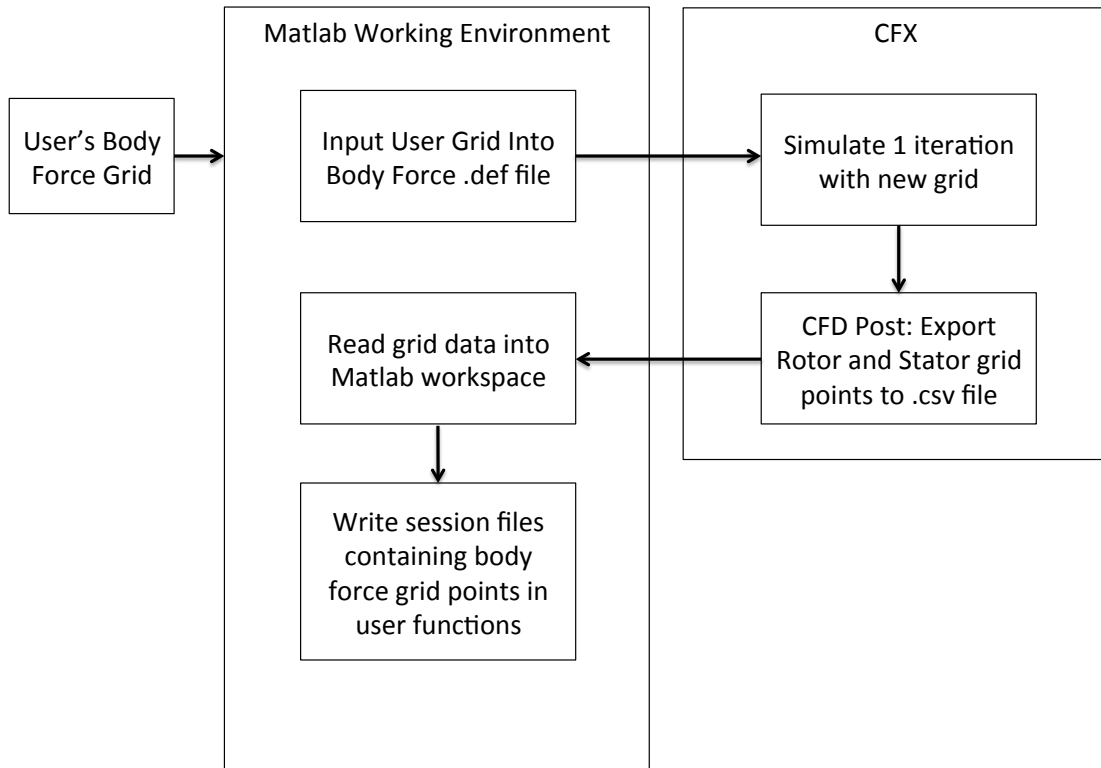 Matlab Working Environment
CFX
User’s Body
Force Grid
Input User Grid Into
Body Force .def file
Simulate 1 iteration
with new grid
Read grid data into
Matlab workspace
CFD Post: Export
Rotor and Stator grid
points to .csv file
Write session files
containing body
force grid points in
user functions